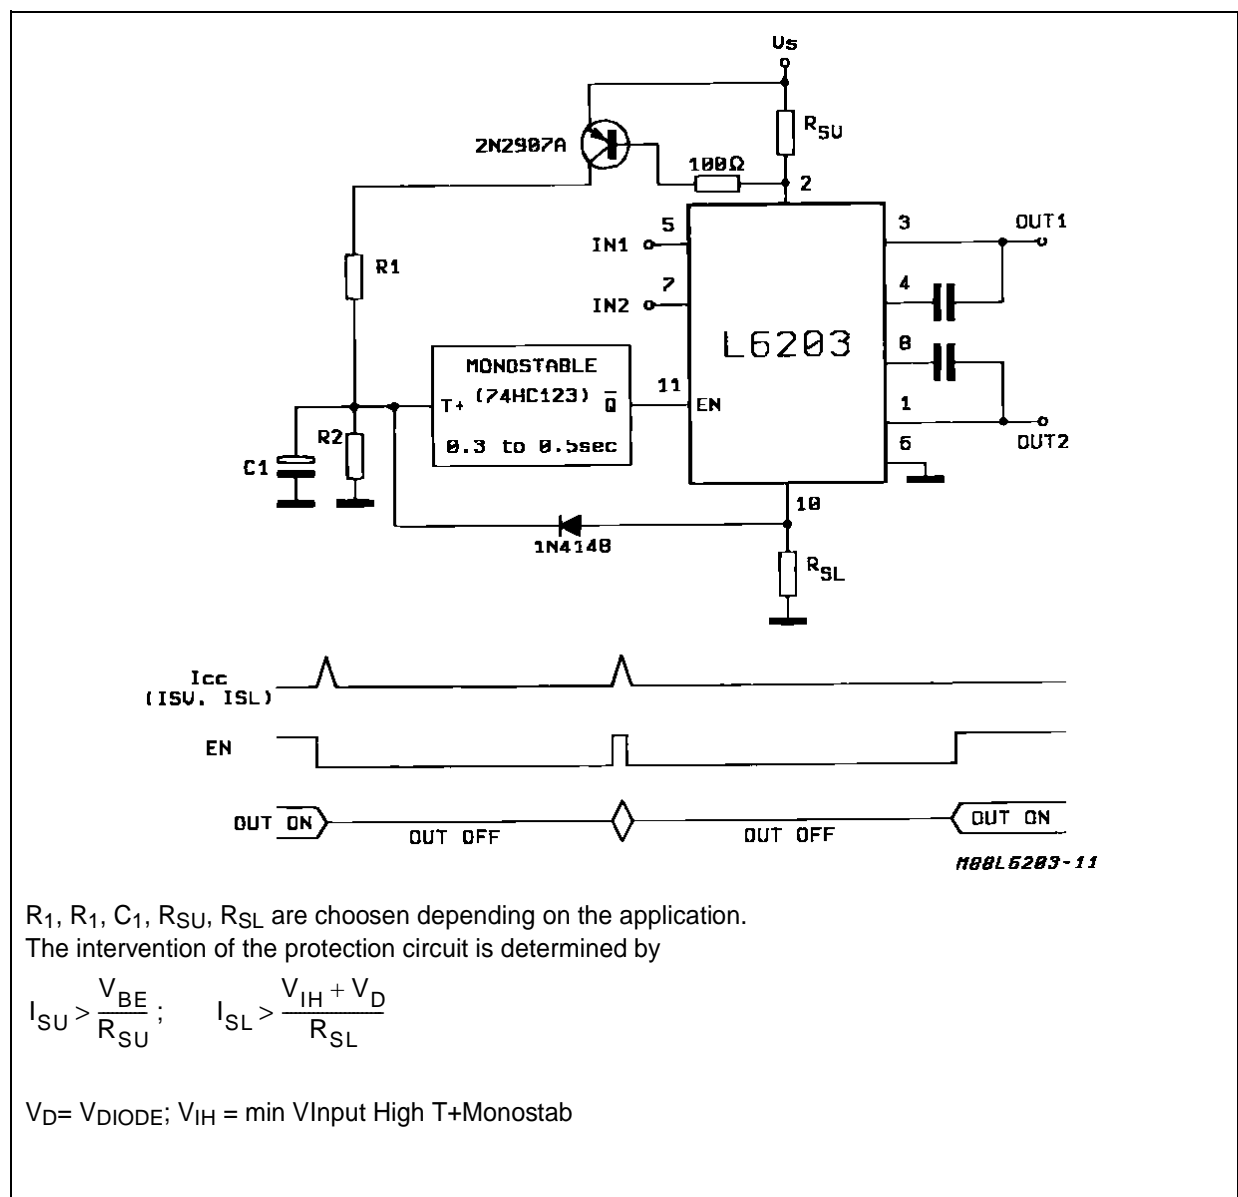 Vs
RSU
2N2907A
100Ω
2
5
3
OUT1
IN1
R1
7
4
IN2
L6203
8
MONOSTABLE
(74HC123)
T+
Q̅
11
EN
1
R2
0.3 to 0.5sec
6
OUT2
C1
10
1N4148
RSL
Icc
(ISU, ISL)
EN
OUT ON
OUT OFF
OUT OFF
OUT ON
M88L6203-11
R1, R1, C1, RSU, RSL are choosen depending on the application.
The intervention of the protection circuit is determined by
ISU > VBE / RSU ; ISL > VIH + VD / RSL
VD= VDIODE; VIH = min VInput High T+Monostab